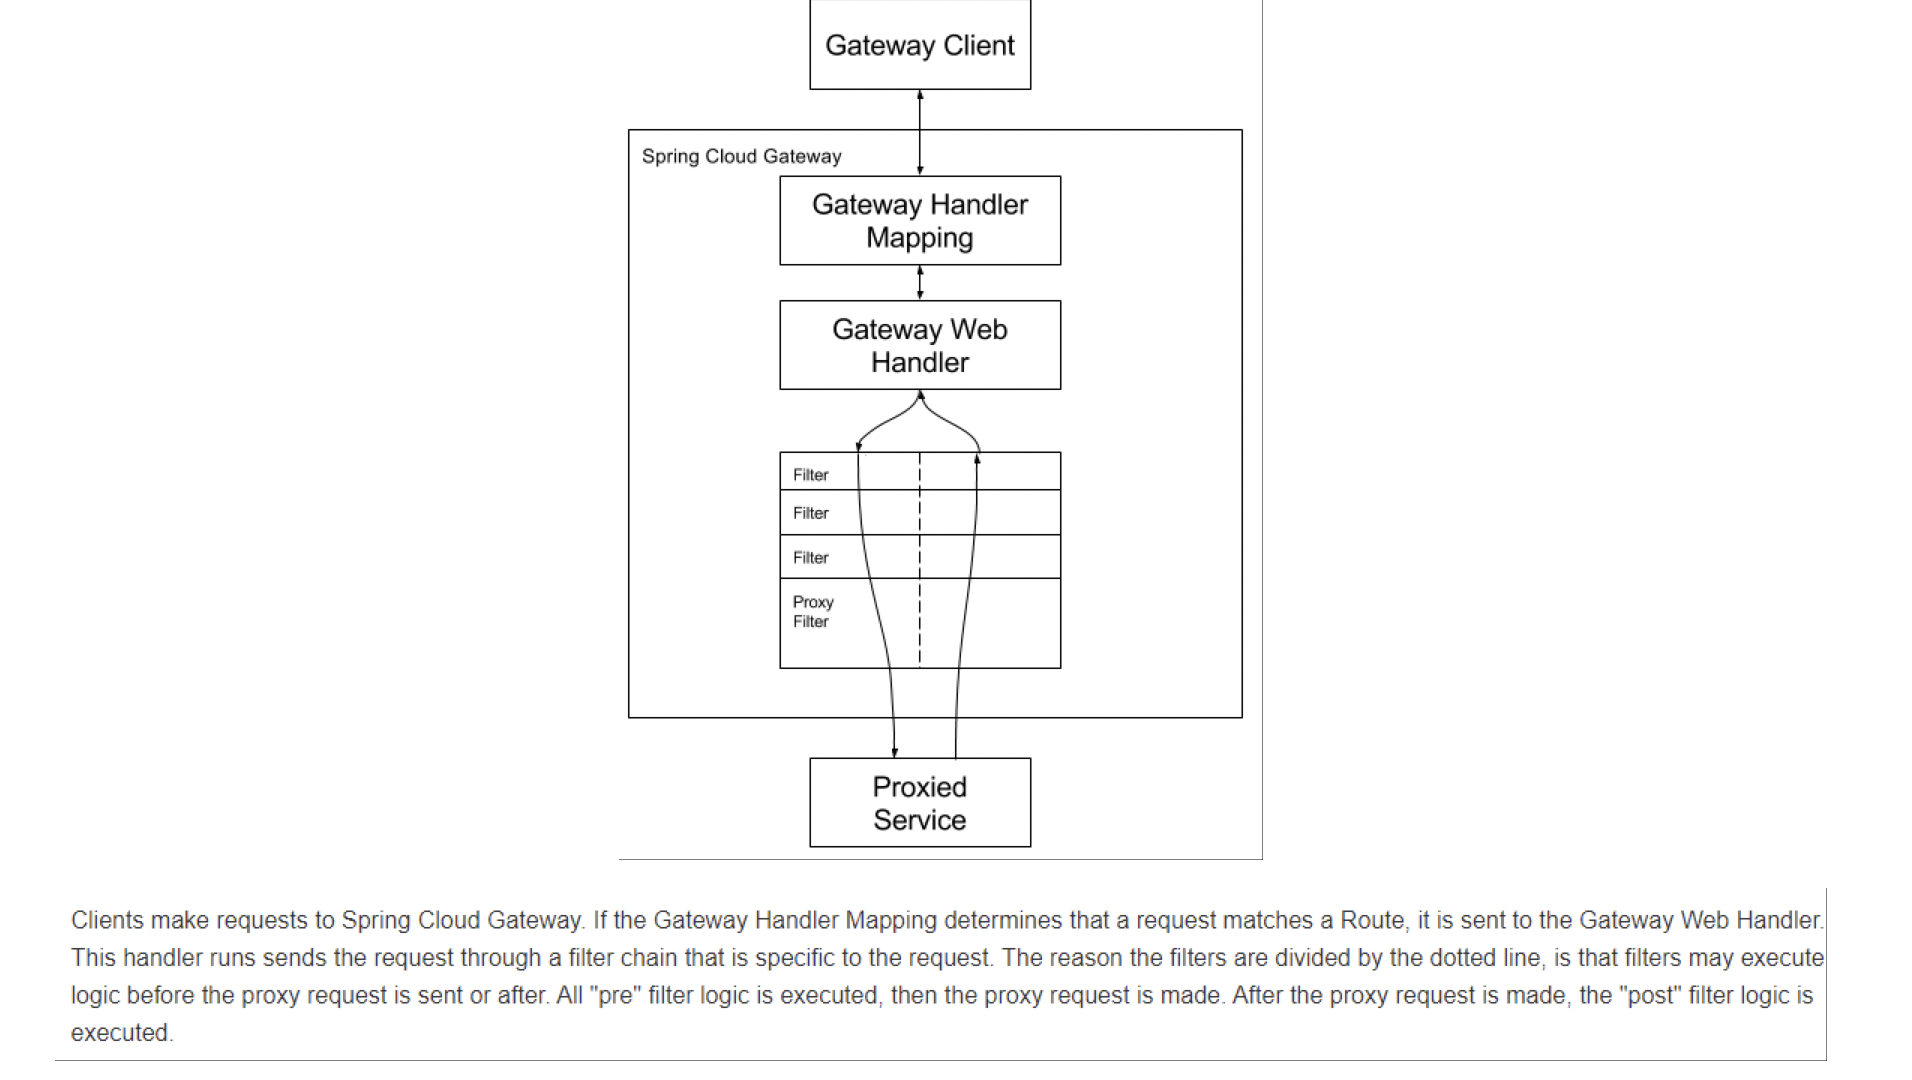 Gateway Client
Spring Cloud Gateway
Gateway Handler
Mapping
Gateway Web
Handler
Filter
Filter
Filter
Proxy
Filter
Proxied
Service
Clients make requests to Spring Cloud Gateway. If the Gateway Handler Mapping determines that a request matches a Route, it is sent to the Gateway Web Handler.
This handler runs sends the request through a filter chain that is specific to the request. The reason the filters are divided by the dotted line, is that filters may execute
logic before the proxy request is sent or after. All "pre" filter logic is executed, then the proxy request is made. After the proxy request is made, the "post" filter logic is
executed.